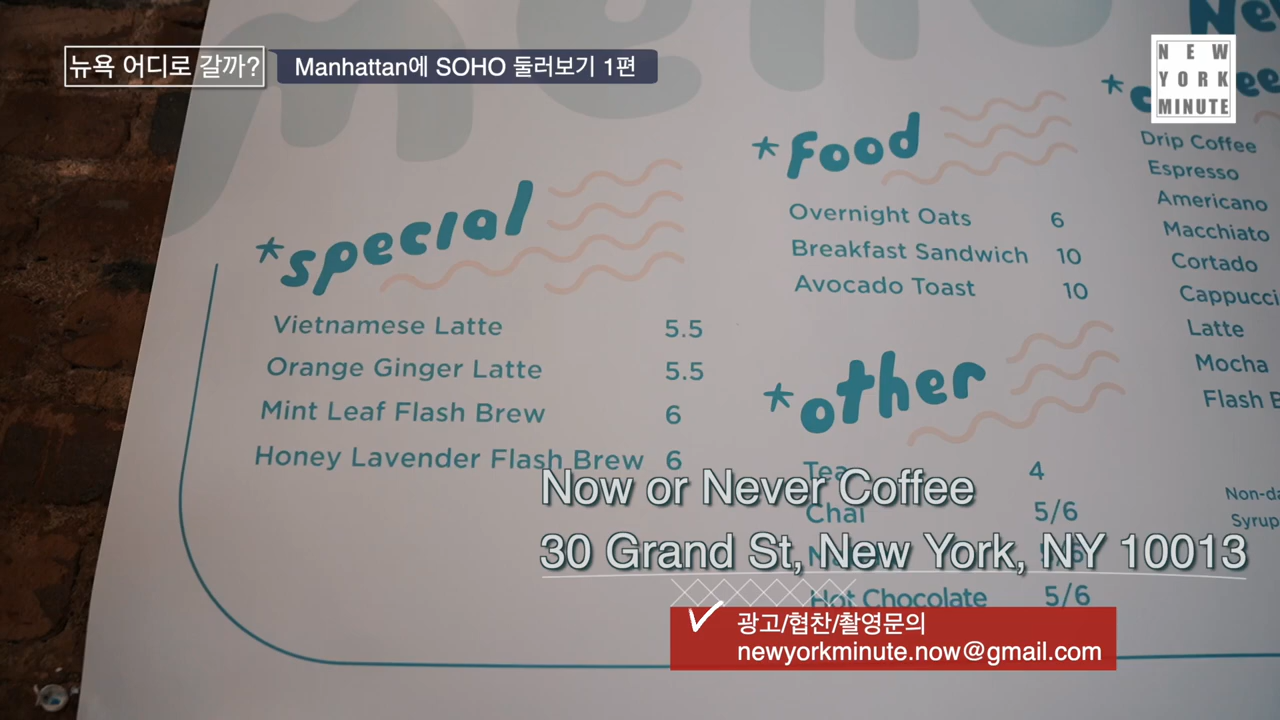 뉴욕 어디로 갈까?
Manhattan에 SOHO 둘러보기 1편
NEW
YORK
MINUTE
menu
*special
Vietnamese Latte 5.5
Orange Ginger Latte 5.5
Mint Leaf Flash Brew 6
Honey Lavender Flash Brew 6
*Food
Overnight Oats 6
Breakfast Sandwich 10
Avocado Toast 10
*other
Tea 4
Chai 5/6
Hot Chocolate 5/6
Drip Coffee
Espresso
Americano
Macchiato
Cortado
Latte
Mocha
Flash
Syrup
Now or Never Coffee
30 Grand St, New York, NY 10013
광고/협찬/촬영문의
newyorkminute.now@gmail.com